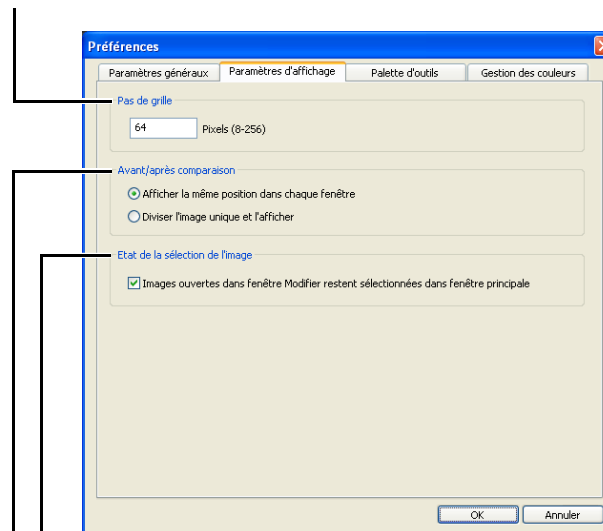 Préférences
Paramètres généraux Paramètres d'affichage Palette d'outils Gestion des couleurs
Pas de grille
64 Pixels (8-256)
Avant/après comparaison
Afficher la même position dans chaque fenêtre
Diviser l'image unique et l'afficher
Etat de la sélection de l'image
Images ouvertes dans fenêtre Modifier restent sélectionnées dans fenêtre principale
OK Annuler